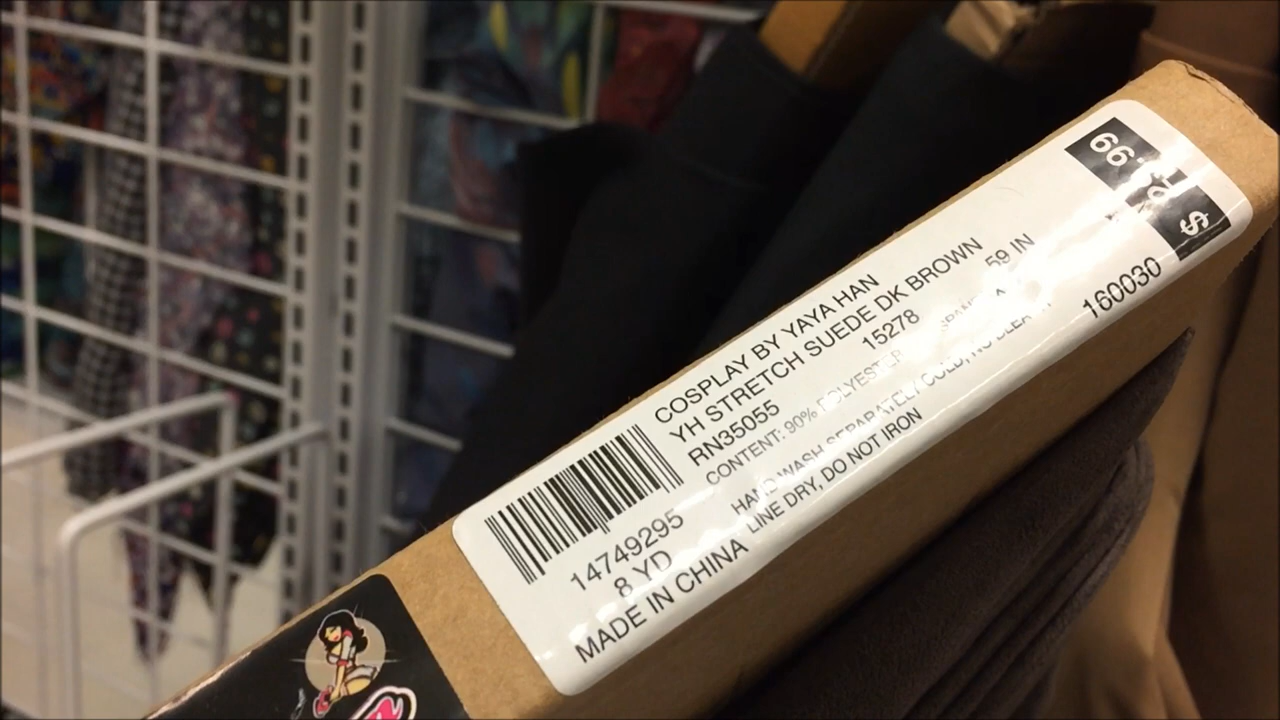 COSPLAY BY YAYA HAN
YH STRETCH SUEDE DK BROWN
RN35055 15278 59 IN
CONTENT: 90% POLYESTER
HAND WASH SEPARATELY COLD, NO BLEACH
LINE DRY, DO NOT IRON
14749295
8 YD
MADE IN CHINA
160030
$ .99